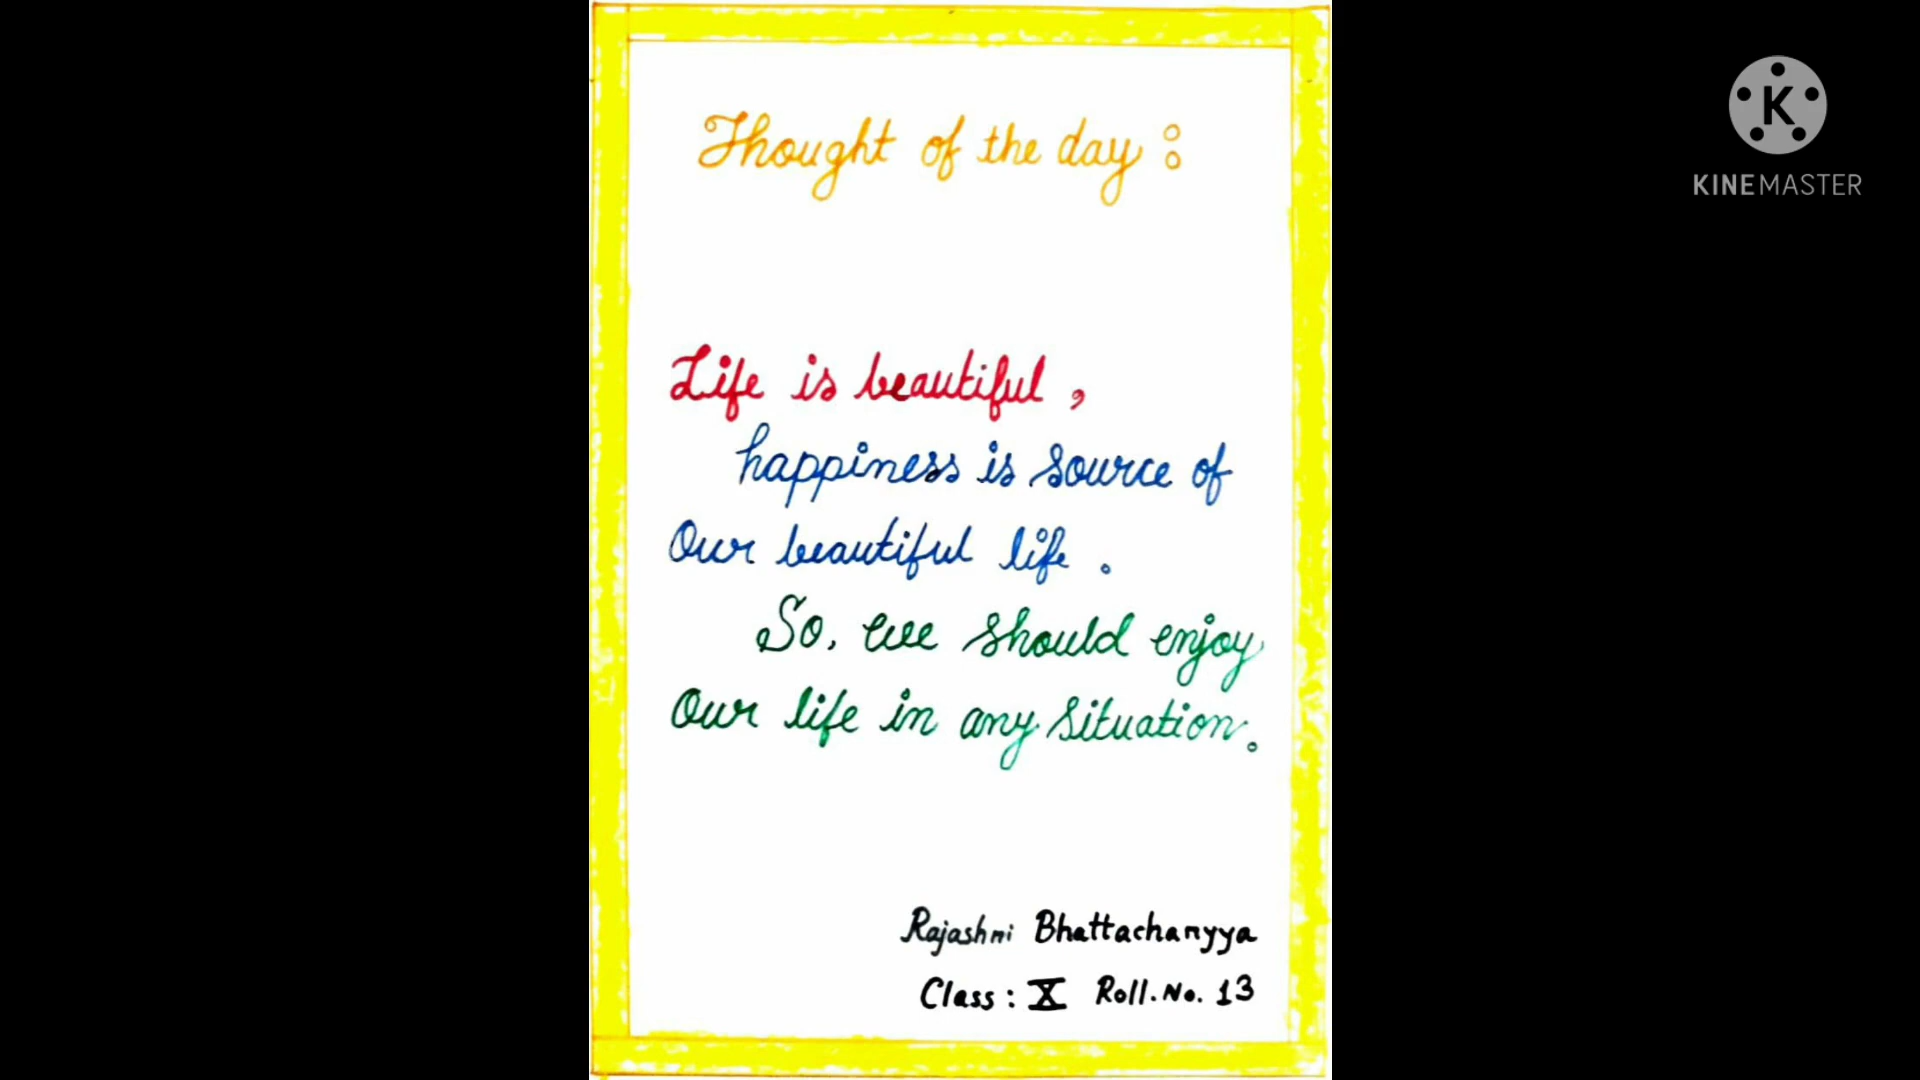 Thought of the day :
KINEMASTER
Life is beautiful,
happiness is source of
Our beautiful life.
So, we should enjoy
Our life in any situation.
Rajashri Bhattacharyya
Class : X Roll. No. 13